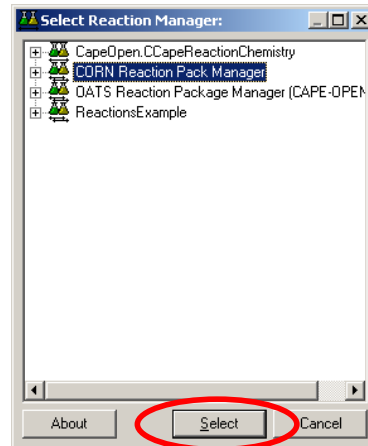 Select Reaction Manager:
CapeOpen.CCapeReactionChemistry
CORN Reaction Pack Manager
OATS Reaction Package Manager (CAPE-OPEN
ReactionsExample
About
Select
Cancel